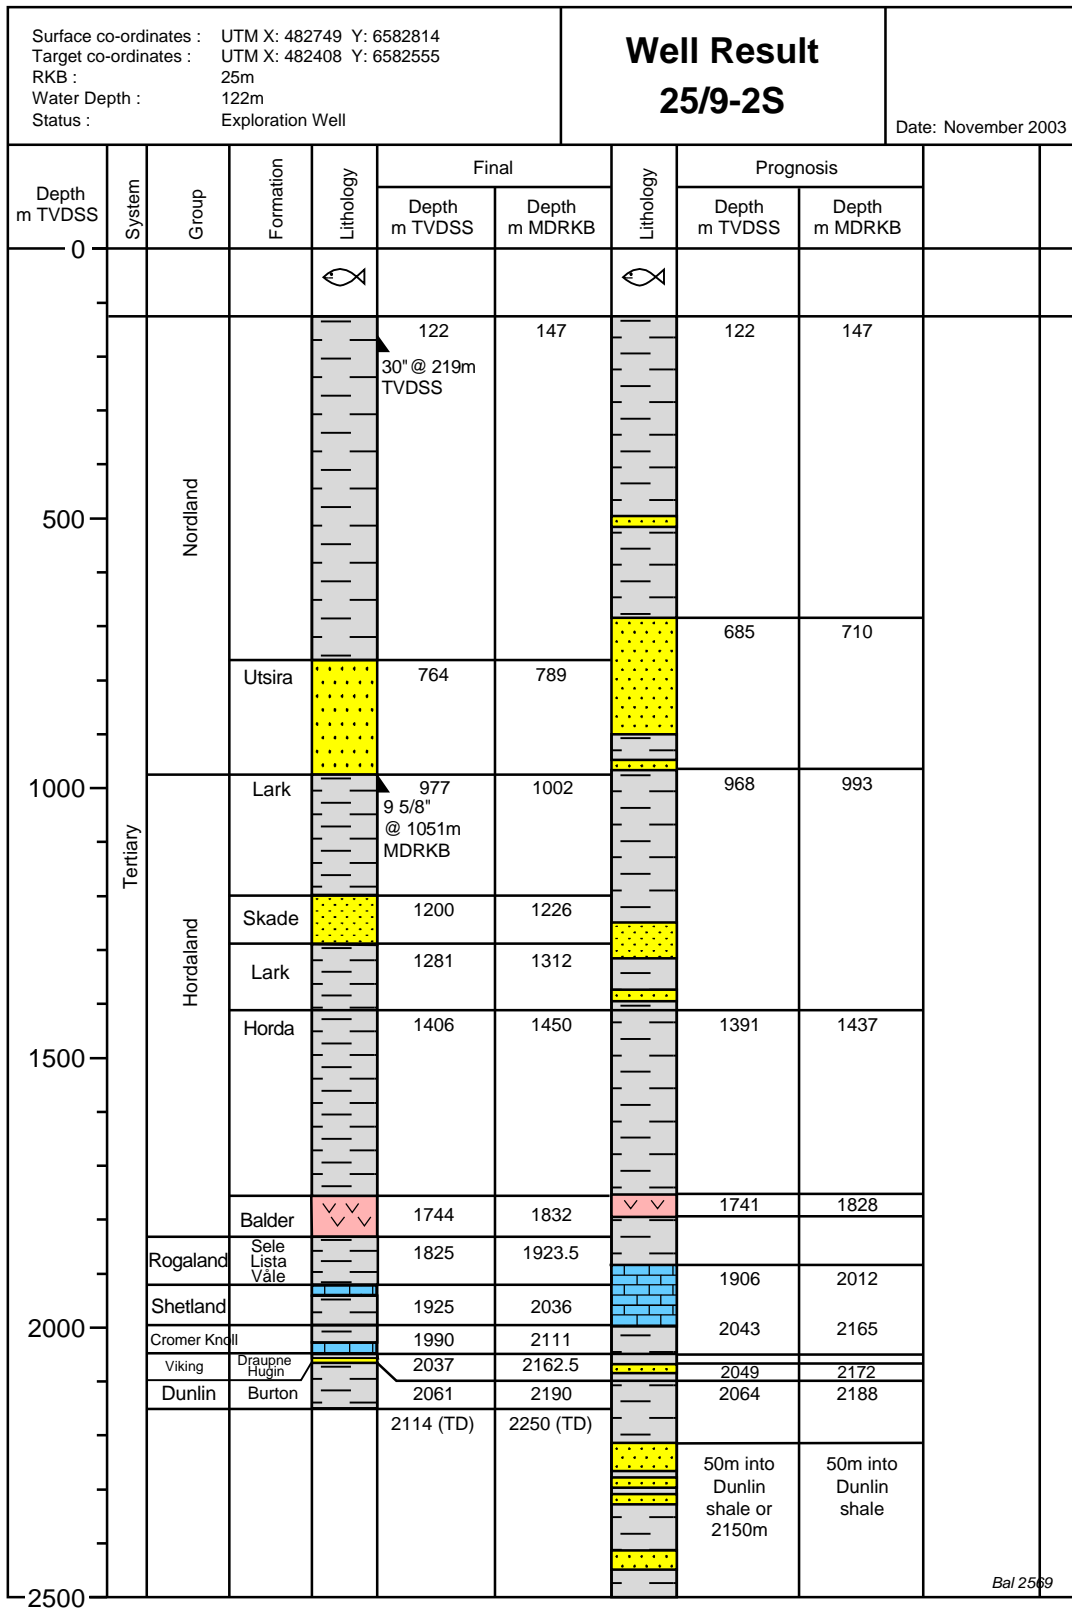 Surface co-ordinates : UTM X: 482749 Y: 6582814
Target co-ordinates : UTM X: 482408 Y: 6582555
RKB : 25m
Water Depth : 122m
Status : Exploration Well
Well Result
25/9-2S
Date: November 2003
Depth
m TVDSS
System
Group
Formation
Lithology
Final
Depth
m TVDSS
Depth
m MDRKB
Lithology
Prognosis
Depth
m TVDSS
Depth
m MDRKB
0
122 147 122 147
30" @ 219m
TVDSS
Nordland
500
685 710
Utsira 764 789
1000
Lark 977 1002 968 993
9 5/8"
@ 1051m
MDRKB
Tertiary
Skade 1200 1226
Hordaland
Lark 1281 1312
Horda 1406 1450 1391 1437
1500
Balder 1744 1832 1741 1828
Rogaland
Sele
Lista
Våle
1825 1923.5
1906 2012
Shetland 1925 2036
2000
2043 2165
Cromer Knoll 1990 2111
Viking
Draupne
Hugin
2037 2162.5
2049 2172
Dunlin Burton 2061 2190 2064 2188
2114 (TD) 2250 (TD)
50m into
Dunlin
shale or
2150m
50m into
Dunlin
shale
2500
Bal 2569